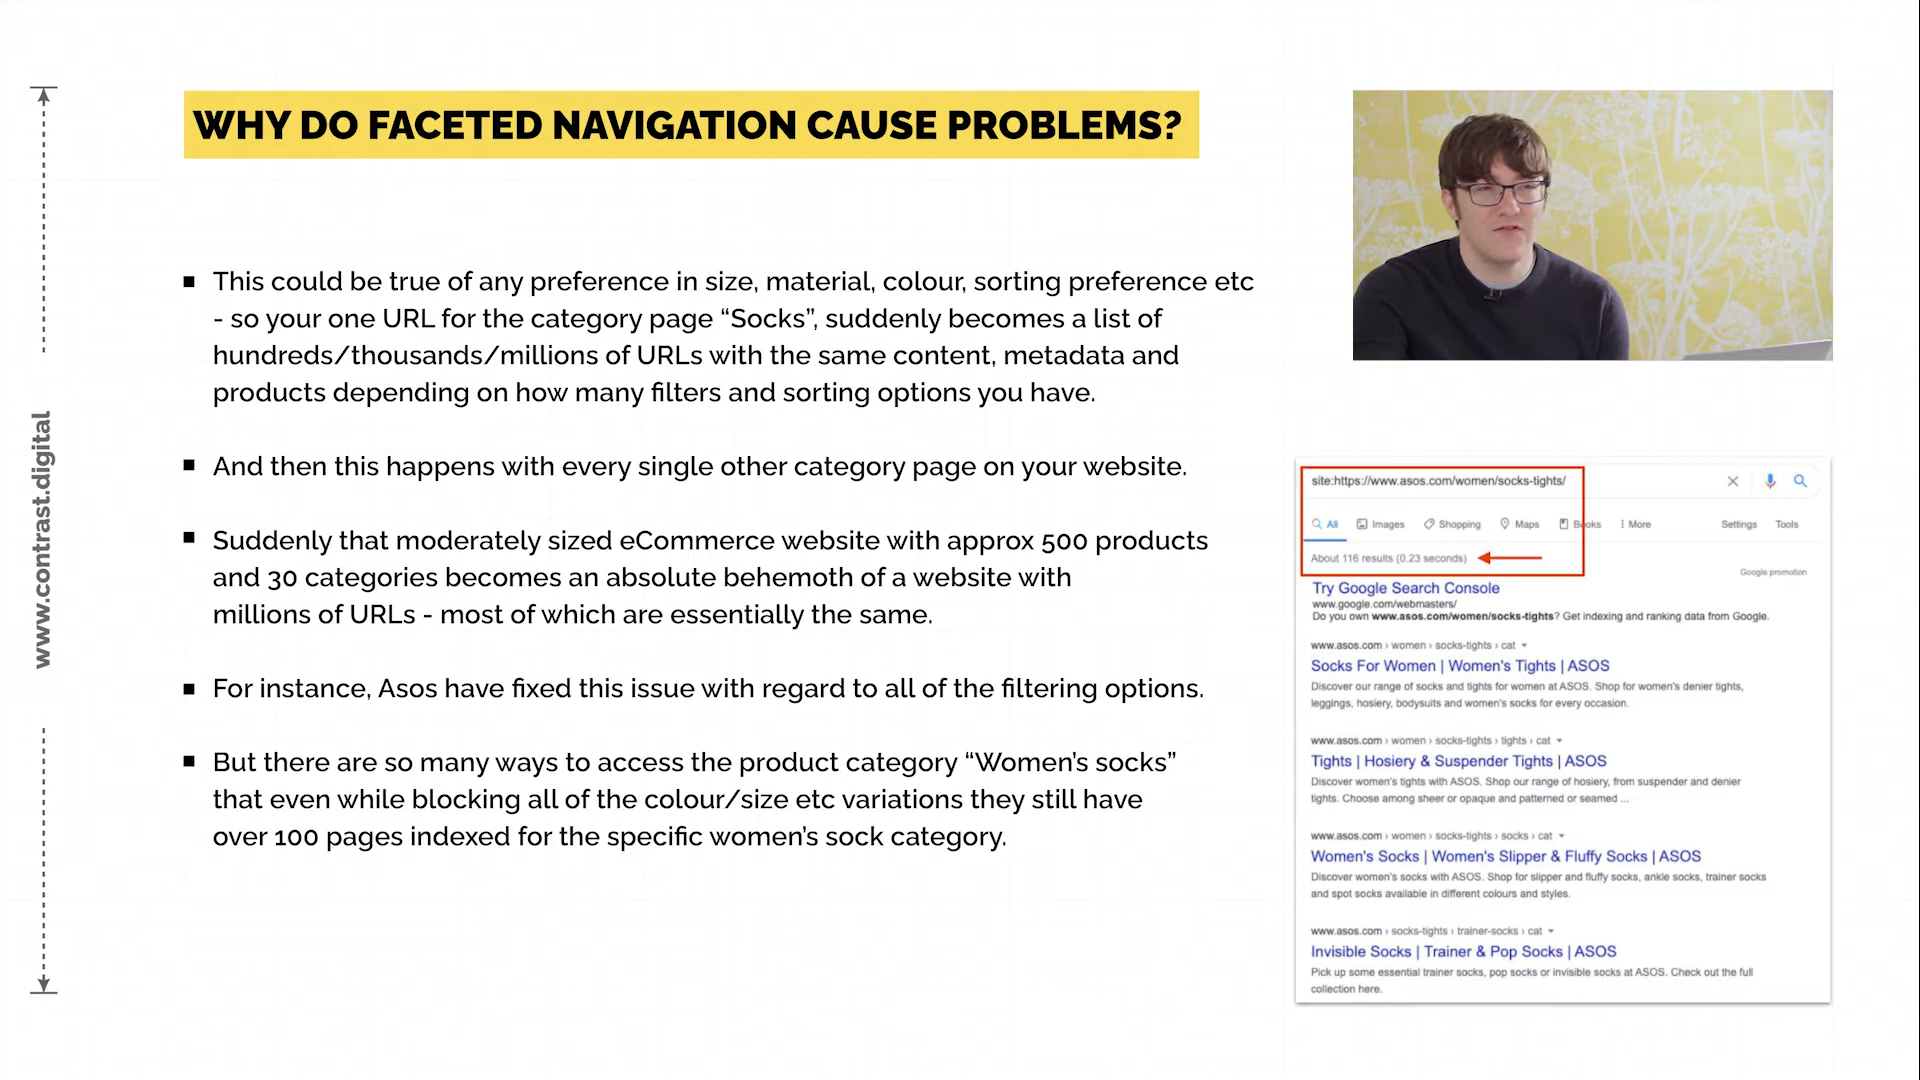 WHY DO FACETED NAVIGATION CAUSE PROBLEMS?
www.contrast.digital
▪ This could be true of any preference in size, material, colour, sorting preference etc
- so your one URL for the category page “Socks”, suddenly becomes a list of
hundreds/thousands/millions of URLs with the same content, metadata and
products depending on how many filters and sorting options you have.
▪ And then this happens with every single other category page on your website.
▪ Suddenly that moderately sized eCommerce website with approx 500 products
and 30 categories becomes an absolute behemoth of a website with
millions of URLs - most of which are essentially the same.
▪ For instance, Asos have fixed this issue with regard to all of the filtering options.
▪ But there are so many ways to access the product category “Women’s socks”
that even while blocking all of the colour/size etc variations they still have
over 100 pages indexed for the specific women’s sock category.
site:https://www.asos.com/women/socks-tights/
All Images Shopping Maps Books More Settings Tools
About 116 results (0.23 seconds)
Google promotion
Try Google Search Console
www.google.com/webmasters/
Do you own www.asos.com/women/socks-tights? Get indexing and ranking data from Google.
www.asos.com › women › socks-tights › cat
Socks For Women | Women's Tights | ASOS
Discover our range of socks and tights for women at ASOS. Shop for women's denier tights,
leggings, hosiery, bodysuits and women's socks for every occasion.
www.asos.com › women › socks-tights › tights › cat
Tights | Hosiery & Suspender Tights | ASOS
Discover women's tights with ASOS. Shop our range of hosiery, from suspender and denier
tights. Choose among sheer or opaque and patterned or seamed ...
www.asos.com › women › socks-tights › socks › cat
Women's Socks | Women's Slipper & Fluffy Socks | ASOS
Discover women's socks with ASOS. Shop for slipper and fluffy socks, ankle socks, trainer socks
and spot socks available in different colours and styles.
www.asos.com › socks-tights › trainer-socks › cat
Invisible Socks | Trainer & Pop Socks | ASOS
Pick up some essential trainer socks, pop socks or invisible socks at ASOS. Check out the full
collection here.